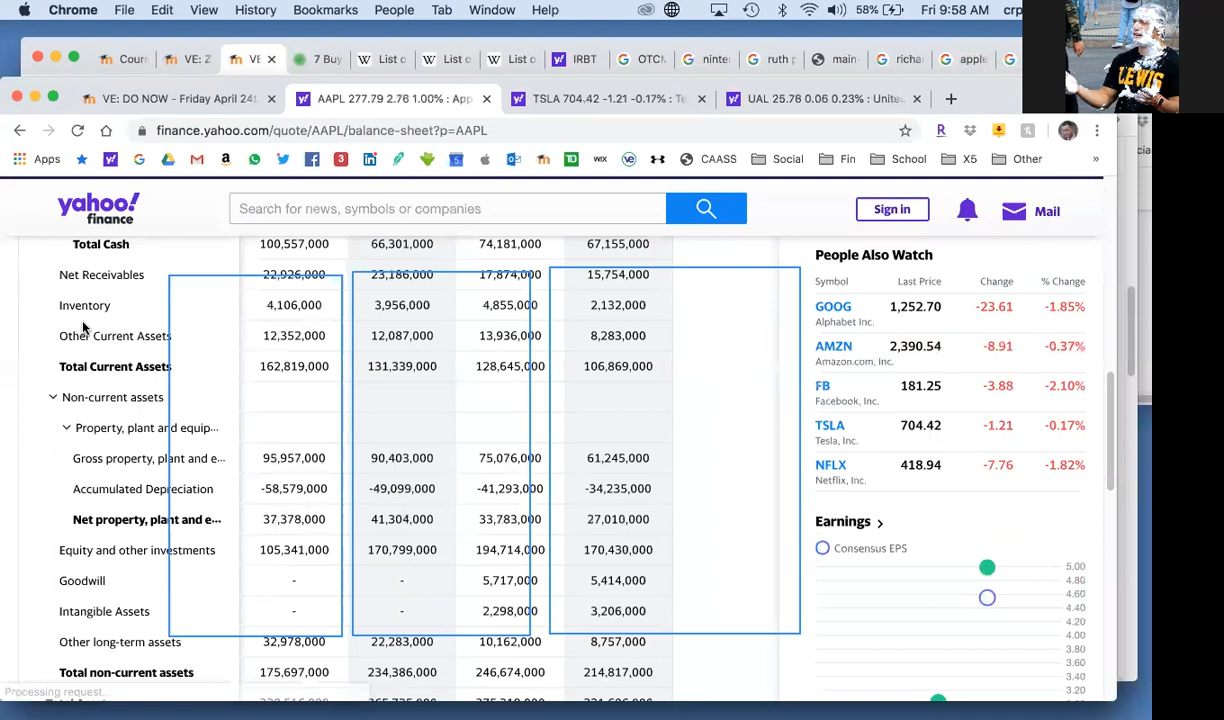 Chrome File Edit View History Bookmarks People Tab Window Help 58% Fri 9:58 AM crp
Cour VE: Z VE 7 Buy List o List o List o IRBT OTCM ninter ruth p main- richa apple
VE: DO NOW - Friday April 24t AAPL 277.79 2.76 1.00% : App TSLA 704.42 -1.21 -0.17% : Te UAL 25.76 0.06 0.23% : Unite
LEWIS
finance.yahoo.com/quote/AAPL/balance-sheet?p=AAPL
Apps CAASS Social Fin School X5 Other »
yahoo! finance
Search for news, symbols or companies
Sign in
Mail
Total Cash 100,557,000 66,301,000 74,181,000 67,155,000
Net Receivables 22,926,000 23,186,000 17,874,000 15,754,000
Inventory 4,106,000 3,956,000 4,855,000 2,132,000
Other Current Assets 12,352,000 12,087,000 13,936,000 8,283,000
Total Current Assets 162,819,000 131,339,000 128,645,000 106,869,000
Non-current assets
Property, plant and equip...
Gross property, plant and e... 95,957,000 90,403,000 75,076,000 61,245,000
Accumulated Depreciation -58,579,000 -49,099,000 -41,293,000 -34,235,000
Net property, plant and e... 37,378,000 41,304,000 33,783,000 27,010,000
Equity and other investments 105,341,000 170,799,000 194,714,000 170,430,000
Goodwill - - 5,717,000 5,414,000
Intangible Assets - - 2,298,000 3,206,000
Other long-term assets 32,978,000 22,283,000 10,162,000 8,757,000
Total non-current assets 175,697,000 234,386,000 246,674,000 214,817,000
Processing request...
People Also Watch
Symbol Last Price Change % Change
GOOG 1,252.70 -23.61 -1.85%
Alphabet Inc.
AMZN 2,390.54 -8.91 -0.37%
Amazon.com, Inc.
FB 181.25 -3.88 -2.10%
Facebook, Inc.
TSLA 704.42 -1.21 -0.17%
Tesla, Inc.
NFLX 418.94 -7.76 -1.82%
Netflix, Inc.
Earnings
Consensus EPS
5.00
4.80
4.60
4.40
4.20
4.00
3.80
3.60
3.40
3.20